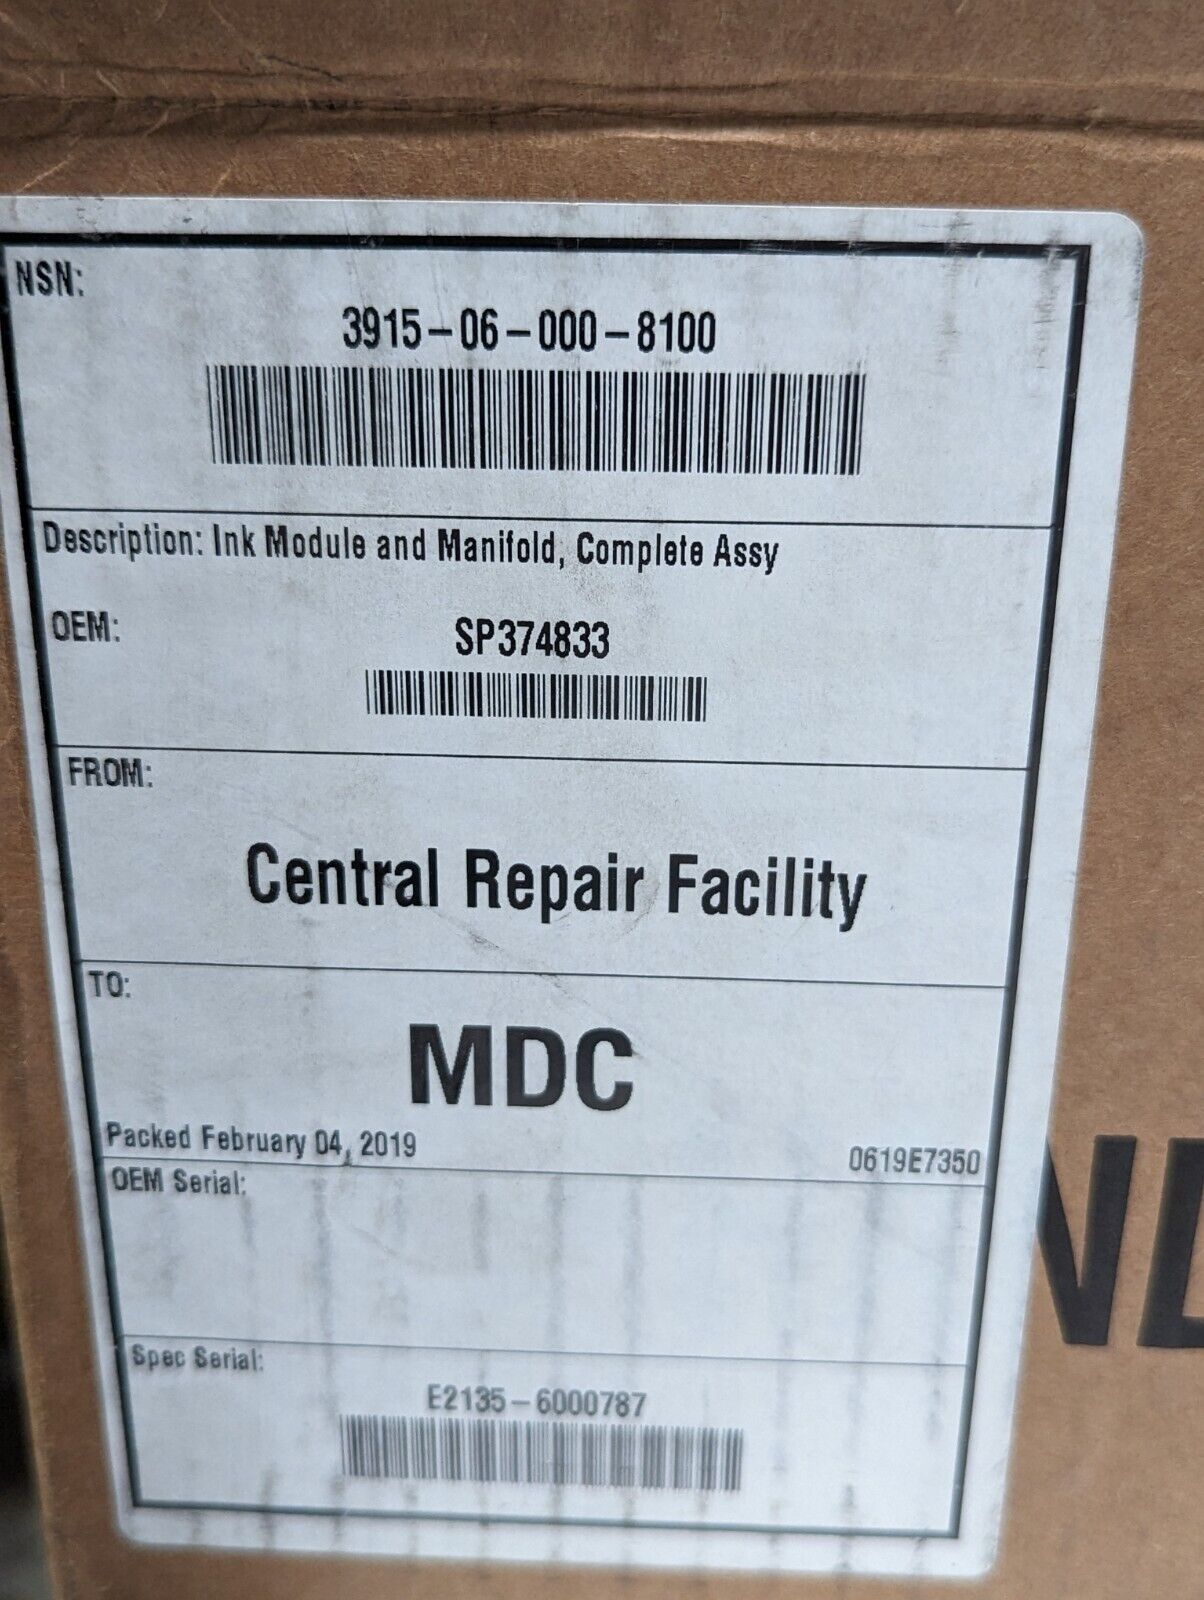 NSN:
3915-06-000-8100
Description: Ink Module and Manifold, Complete Assy
OEM:
SP374833
FROM:
Central Repair Facility
TO:
MDC
Packed February 04, 2019
0619E7350
OEM Serial:
Spec Serial:
E2135-6000787